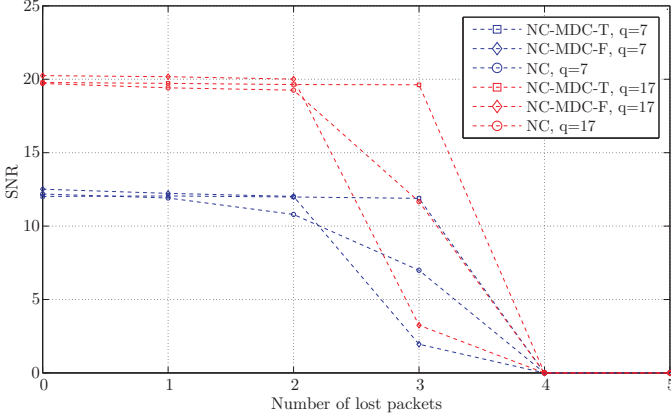 25
20
15
10
5
0
SNR
0
1
2
3
4
5
Number of lost packets
NC-MDC-T, q=7
NC-MDC-F, q=7
NC, q=7
NC-MDC-T, q=17
NC-MDC-F, q=17
NC, q=17